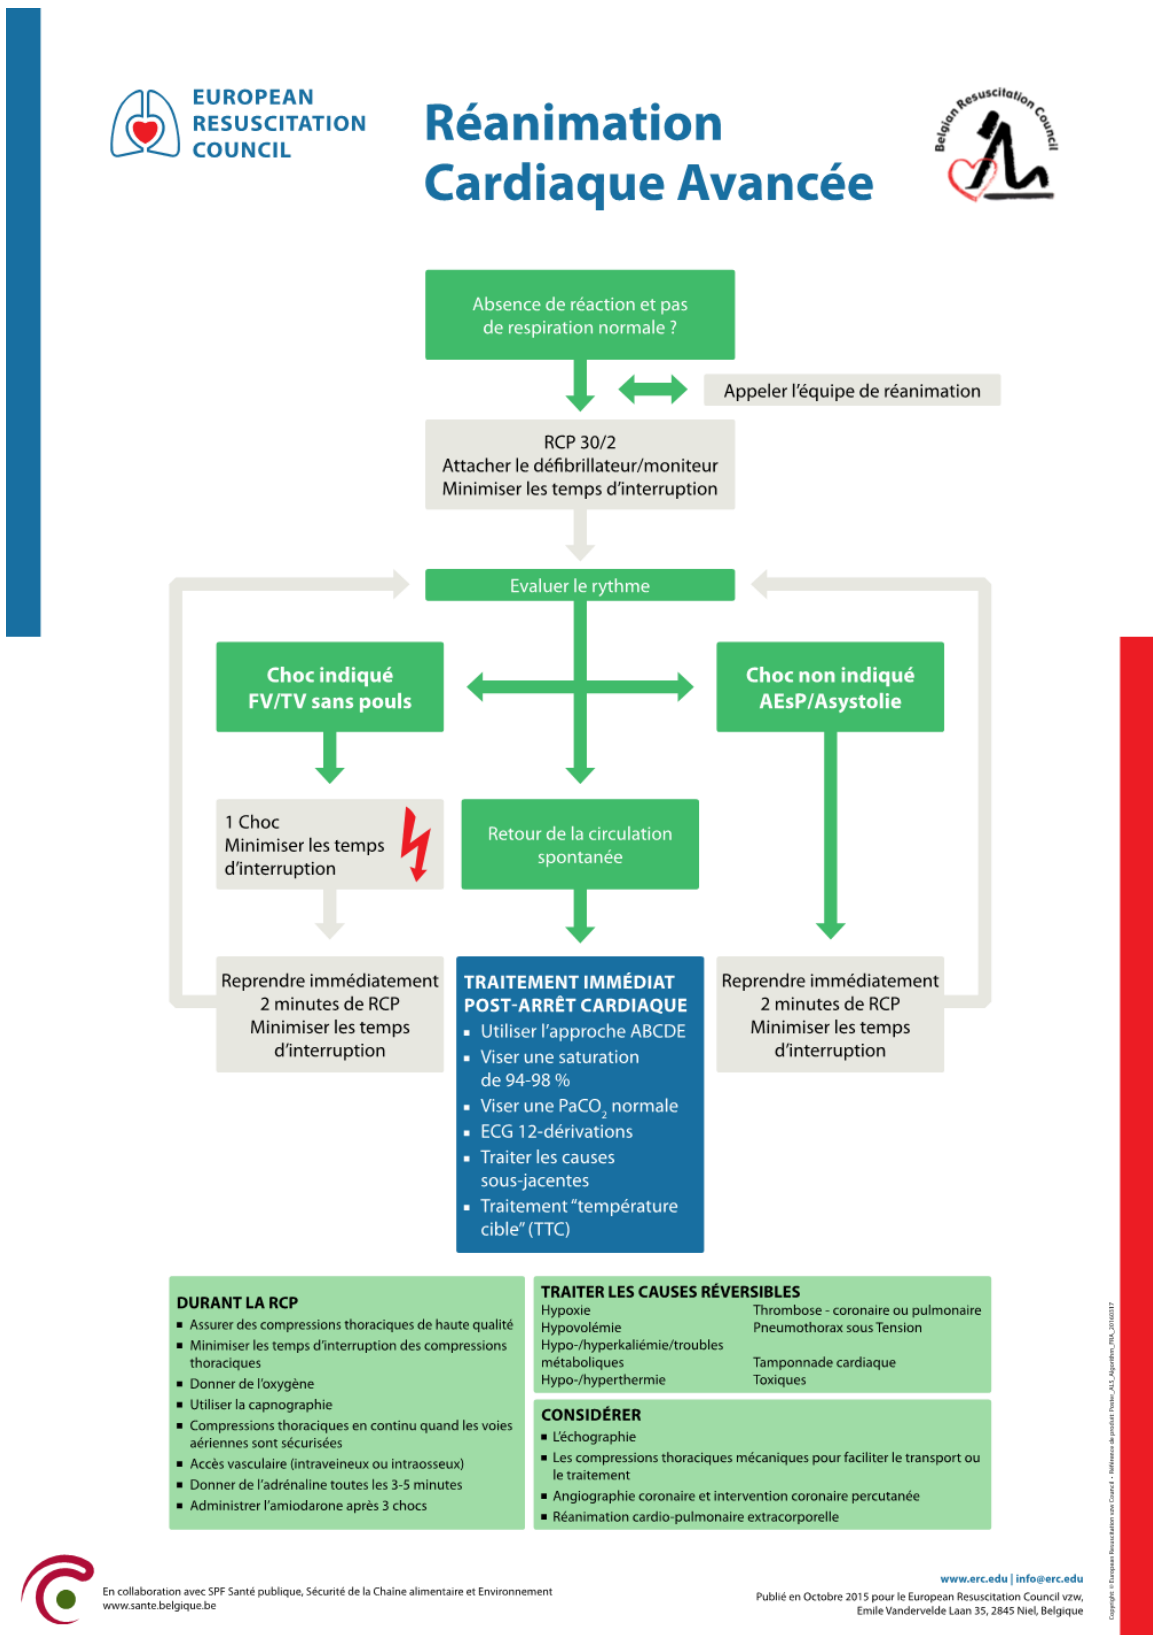 EUROPEAN
RESUSCITATION
COUNCIL
Réanimation
Cardiaque Avancée
Belgian Resuscitation Council
Absence de réaction et pas
de respiration normale ?
Appeler l'équipe de réanimation
RCP 30/2
Attacher le défibrillateur/moniteur
Minimiser les temps d'interruption
Evaluer le rythme
Choc indiqué
FV/TV sans pouls
Choc non indiqué
AEsP/Asystolie
1 Choc
Minimiser les temps
d'interruption
Retour de la circulation
spontanée
Reprendre immédiatement
2 minutes de RCP
Minimiser les temps
d'interruption
TRAITEMENT IMMÉDIAT
POST-ARRÊT CARDIAQUE
▪ Utiliser l'approche ABCDE
▪ Viser une saturation
de 94-98 %
▪ Viser une PaCO₂ normale
▪ ECG 12-dérivations
▪ Traiter les causes
sous-jacentes
▪ Traitement "température
cible" (TTC)
Reprendre immédiatement
2 minutes de RCP
Minimiser les temps
d'interruption
DURANT LA RCP
▪ Assurer des compressions thoraciques de haute qualité
▪ Minimiser les temps d'interruption des compressions
thoraciques
▪ Donner de l'oxygène
▪ Utiliser la capnographie
▪ Compressions thoraciques en continu quand les voies
aériennes sont sécurisées
▪ Accès vasculaire (intraveineux ou intraosseux)
▪ Donner de l'adrénaline toutes les 3-5 minutes
▪ Administrer l'amiodarone après 3 chocs
TRAITER LES CAUSES RÉVERSIBLES
Hypoxie
Hypovolémie
Hypo-/hyperkaliémie/troubles
métaboliques
Hypo-/hyperthermie
Thrombose - coronaire ou pulmonaire
Pneumothorax sous Tension
Tamponnade cardiaque
Toxiques
CONSIDÉRER
▪ L'échographie
▪ Les compressions thoraciques mécaniques pour faciliter le transport ou
le traitement
▪ Angiographie coronaire et intervention coronaire percutanée
▪ Réanimation cardio-pulmonaire extracorporelle
En collaboration avec SPF Santé publique, Sécurité de la Chaîne alimentaire et Environnement
www.sante.belgique.be
www.erc.edu | info@erc.edu
Publié en Octobre 2015 pour le European Resuscitation Council vzw,
Emile Vandervelde Laan 35, 2845 Niel, Belgique
Copyright © European Resuscitation vzw Council • Référence de produit: Poster_ALS_Algorithm_FRA_20160317